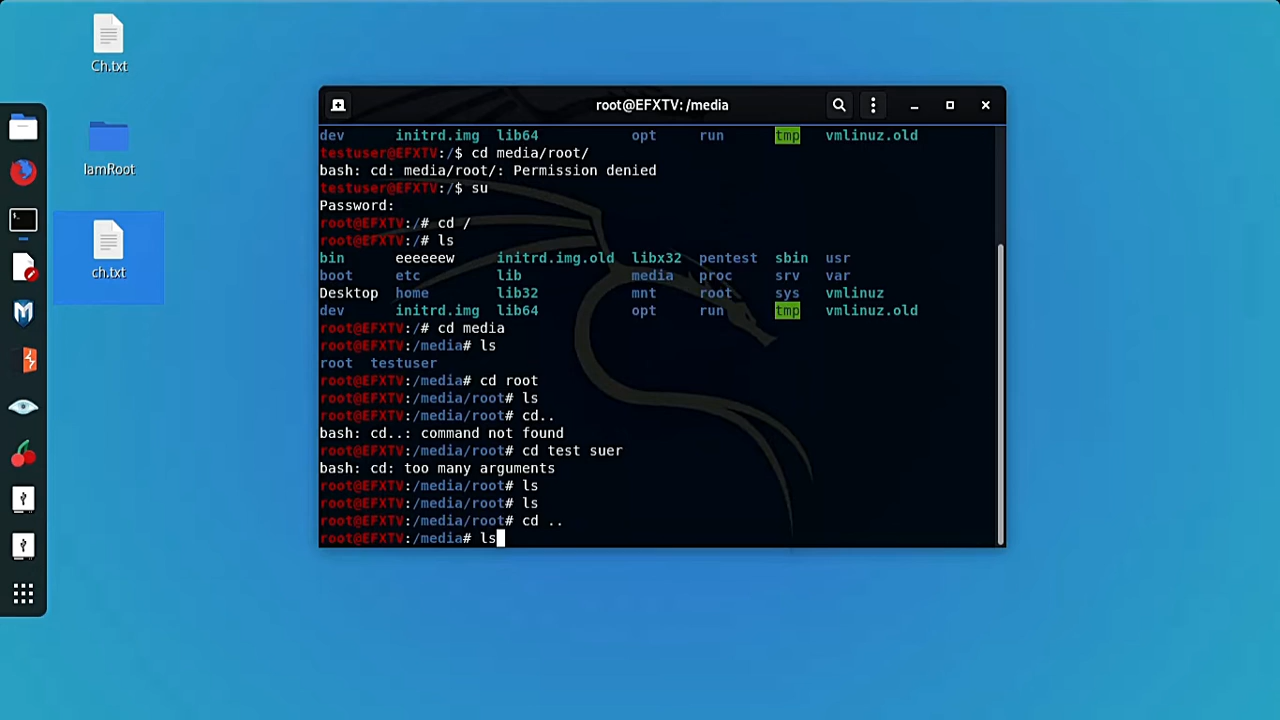 Ch.txt
IamRoot
ch.txt
root@EFXTV: /media
dev initrd.img lib64 opt run tmp vmlinuz.old
testuser@EFXTV:/$ cd media/root/
bash: cd: media/root/: Permission denied
testuser@EFXTV:/$ su
Password:
root@EFXTV:/# cd /
root@EFXTV:/# ls
bin eeeeeew initrd.img.old libx32 pentest sbin usr
boot etc lib media proc srv var
Desktop home lib32 mnt root sys vmlinuz
dev initrd.img lib64 opt run tmp vmlinuz.old
root@EFXTV:/# cd media
root@EFXTV:/media# ls
root testuser
root@EFXTV:/media# cd root
root@EFXTV:/media/root# ls
root@EFXTV:/media/root# cd..
bash: cd..: command not found
root@EFXTV:/media/root# cd test suer
bash: cd: too many arguments
root@EFXTV:/media/root# ls
root@EFXTV:/media/root# ls
root@EFXTV:/media/root# cd ..
root@EFXTV:/media# ls